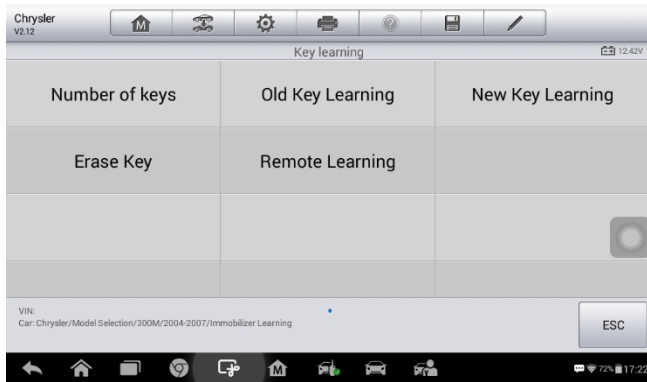 Chrysler
V2.12
Key learning
12.42V
Number of keys
Old Key Learning
New Key Learning
Erase Key
Remote Learning
VIN:
Car: Chrysler/Model Selection/300M/2004-2007/Immobilizer Learning
ESC
72% 17:22